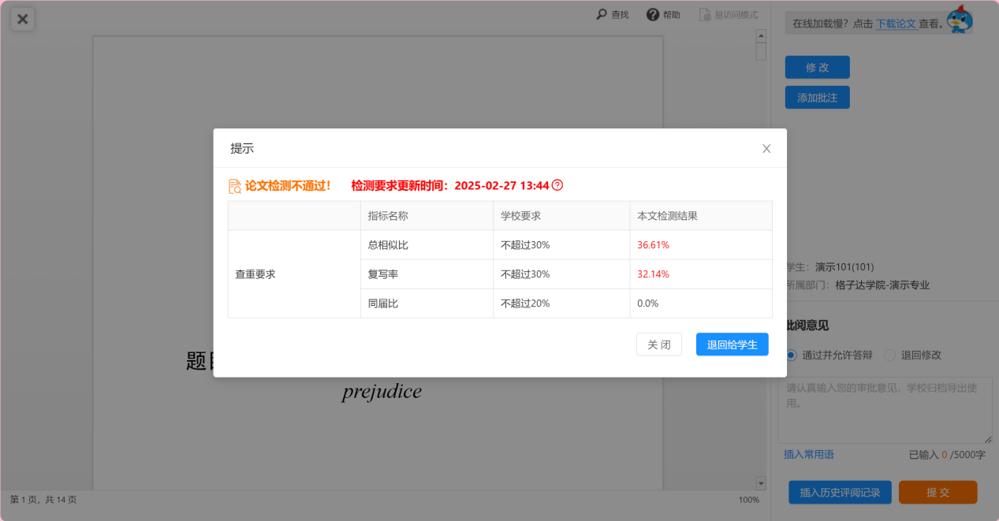 查找
帮助
易访问模式
在线加载慢？点击 下载论文 查看。
修 改
添加批注
提示
论文检测不通过！ 检测要求更新时间：2025-02-27 13:44
指标名称 学校要求 本文检测结果
查重要求
总相似比 不超过30% 36.61%
复写率 不超过30% 32.14%
同届比 不超过20% 0.0%
关 闭
退回给学生
学生：演示101(101)
所属部门：格子达学院-演示专业
批阅意见
通过并允许答辩
退回修改
请认真输入您的审批意见，学校归档导出使
用。
插入常用语
已输入 0 /5000字
插入历史评阅记录
提 交
题
prejudice
第 1 页，共 14 页
100%